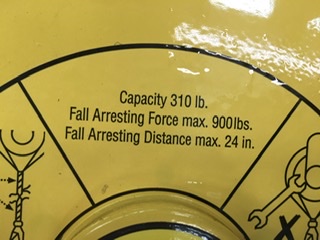 Capacity 310 lb.
Fall Arresting Force max. 900lbs.
Fall Arresting Distance max. 24 in.